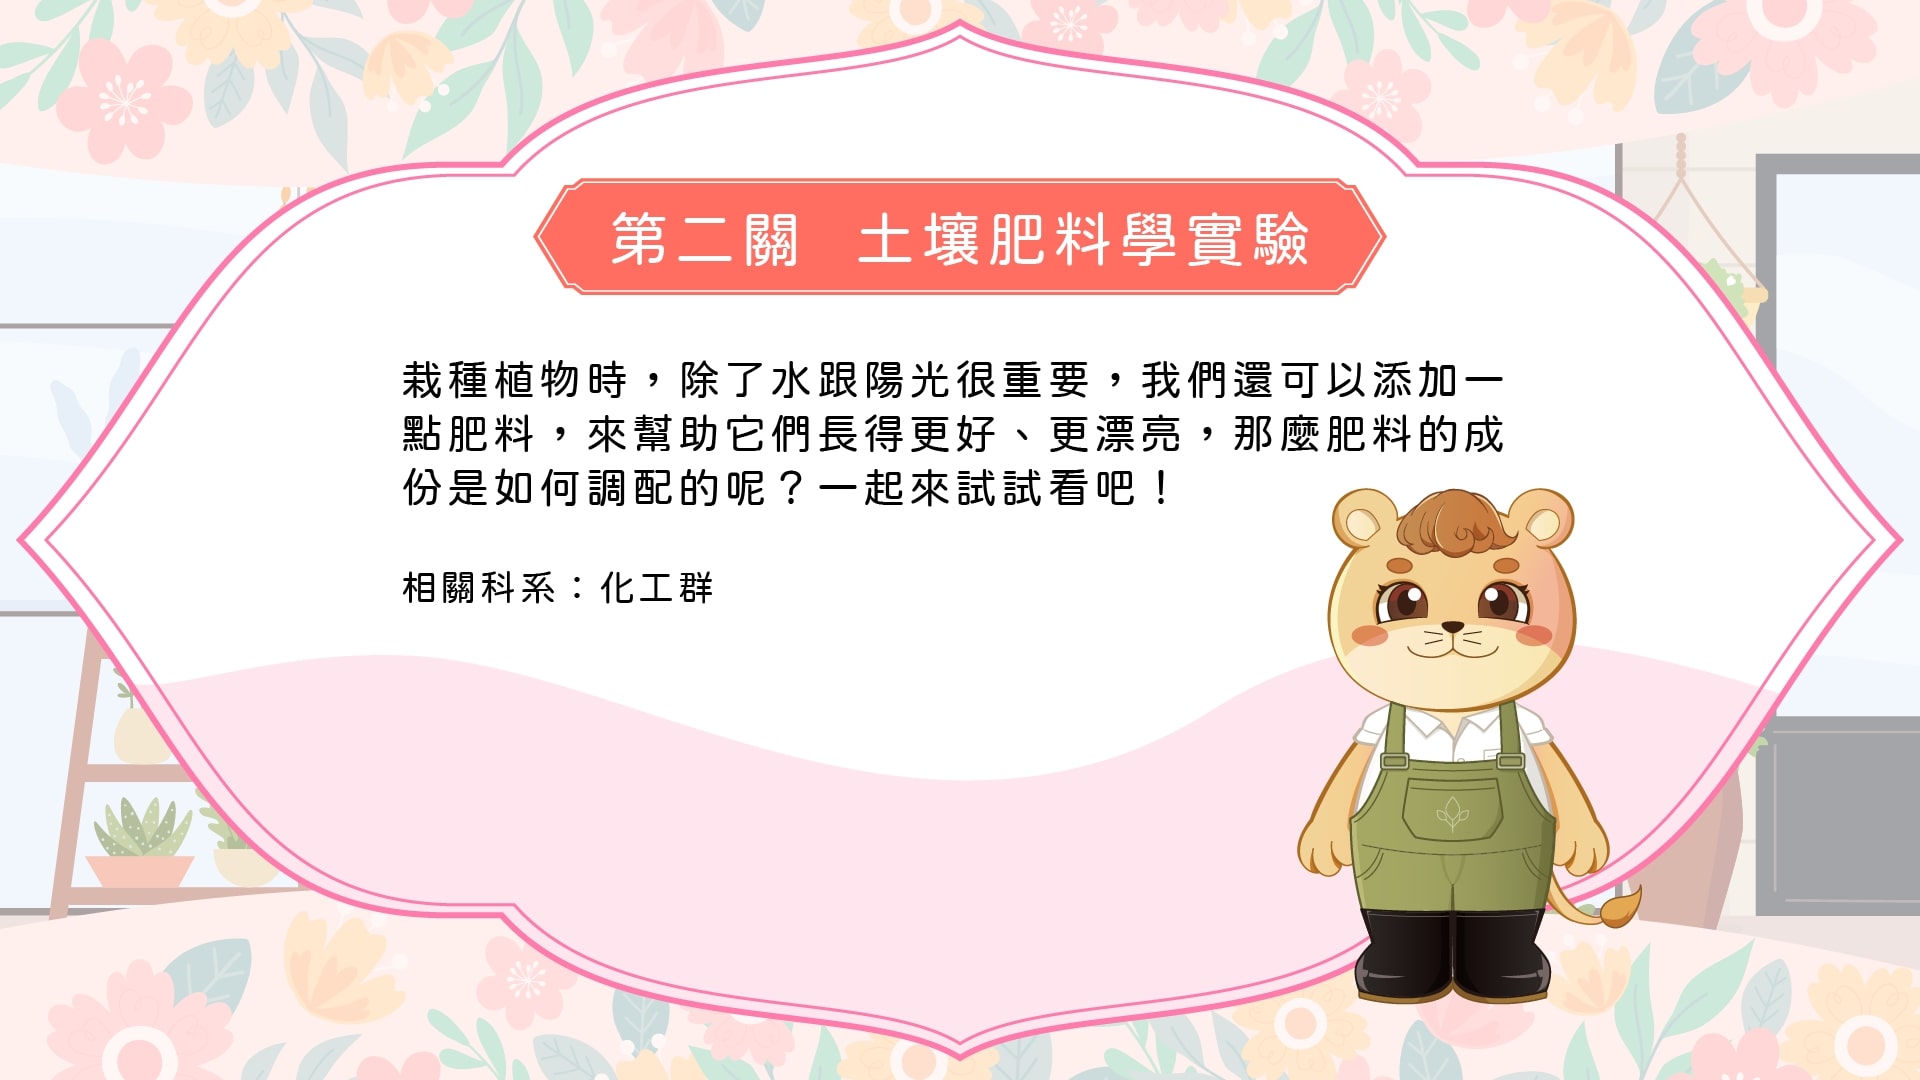 第二關 土壤肥料學實驗
栽種植物時，除了水跟陽光很重要，我們還可以添加一
點肥料，來幫助它們長得更好、更漂亮，那麼肥料的成
份是如何調配的呢？一起來試試看吧！
相關科系：化工群